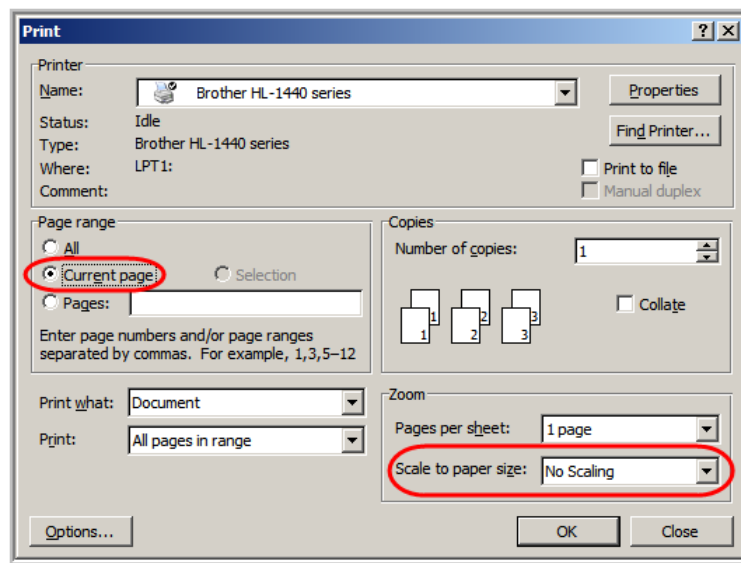 Print
Printer
Name: Brother HL-1440 series
Properties
Status: Idle
Find Printer...
Type: Brother HL-1440 series
Where: LPT1:
Print to file
Comment:
Manual duplex
Page range
All
Current page
Selection
Pages:
Enter page numbers and/or page ranges
separated by commas. For example, 1,3,5–12
Copies
Number of copies: 1
1 1 2 2 3 3
Collate
Print what: Document
Print: All pages in range
Zoom
Pages per sheet: 1 page
Scale to paper size: No Scaling
Options...
OK
Close